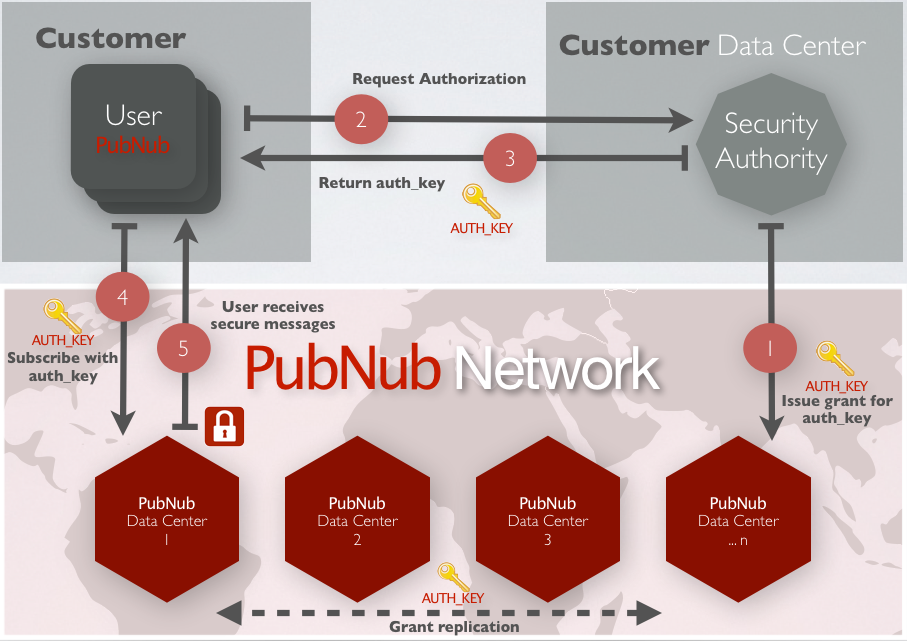 Customer
Customer Data Center
User
PubNub
Request Authorization
2
Security
Authority
3
Return auth_key
AUTH_KEY
4
AUTH_KEY
Subscribe with
auth_key
User receives
secure messages
5
PubNub Network
1
AUTH_KEY
Issue grant for
auth_key
PubNub
Data Center
1
PubNub
Data Center
2
PubNub
Data Center
3
PubNub
Data Center
... n
AUTH_KEY
Grant replication